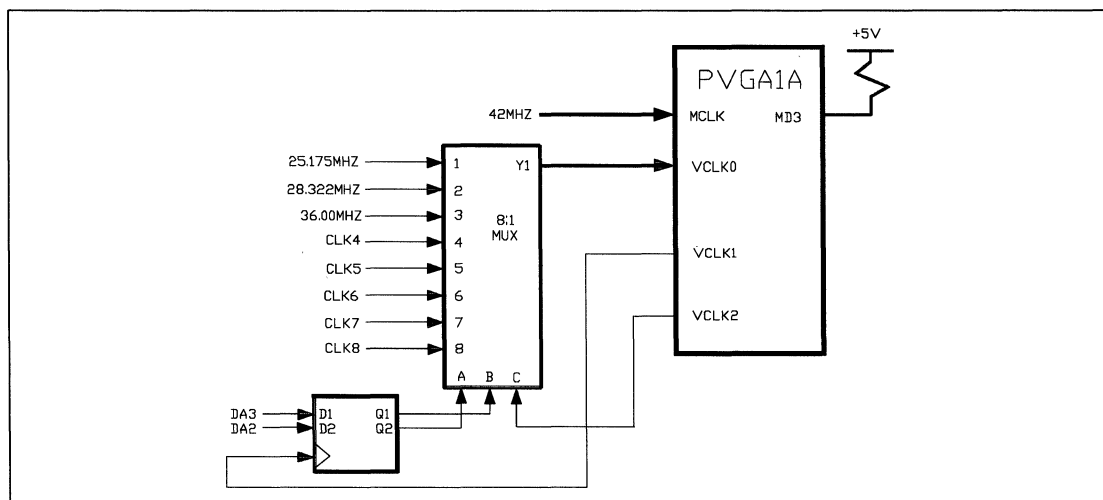 +5V
PVGA1A
42MHZ
MCLK
MD3
25.175MHZ
1
Y1
VCLK0
28.322MHZ
2
36.00MHZ
3
8:1
MUX
CLK4
4
VCLK1
CLK5
5
CLK6
6
CLK7
7
VCLK2
CLK8
8
A
B
C
DA3
D1
Q1
DA2
D2
Q2